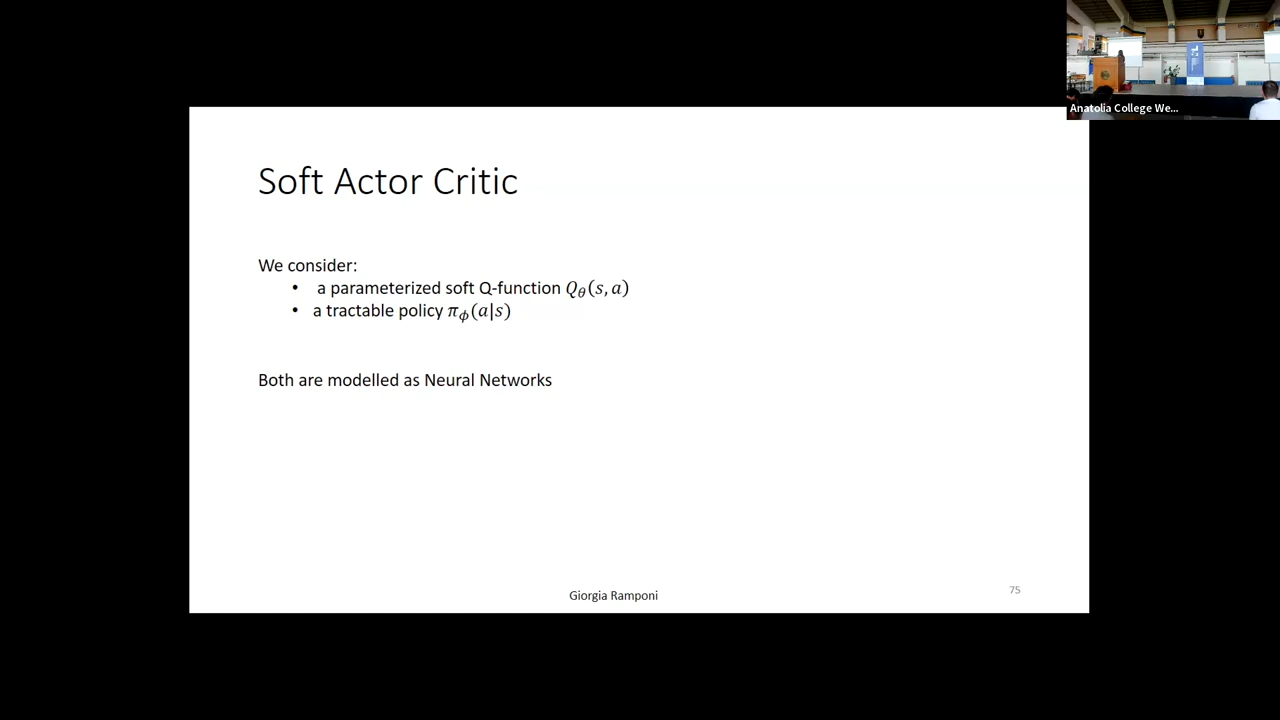 Anatolia College We...
Soft Actor Critic
We consider:
• a parameterized soft Q-function Q_θ(s, a)
• a tractable policy π_ϕ(a|s)
Both are modelled as Neural Networks
Giorgia Ramponi
75